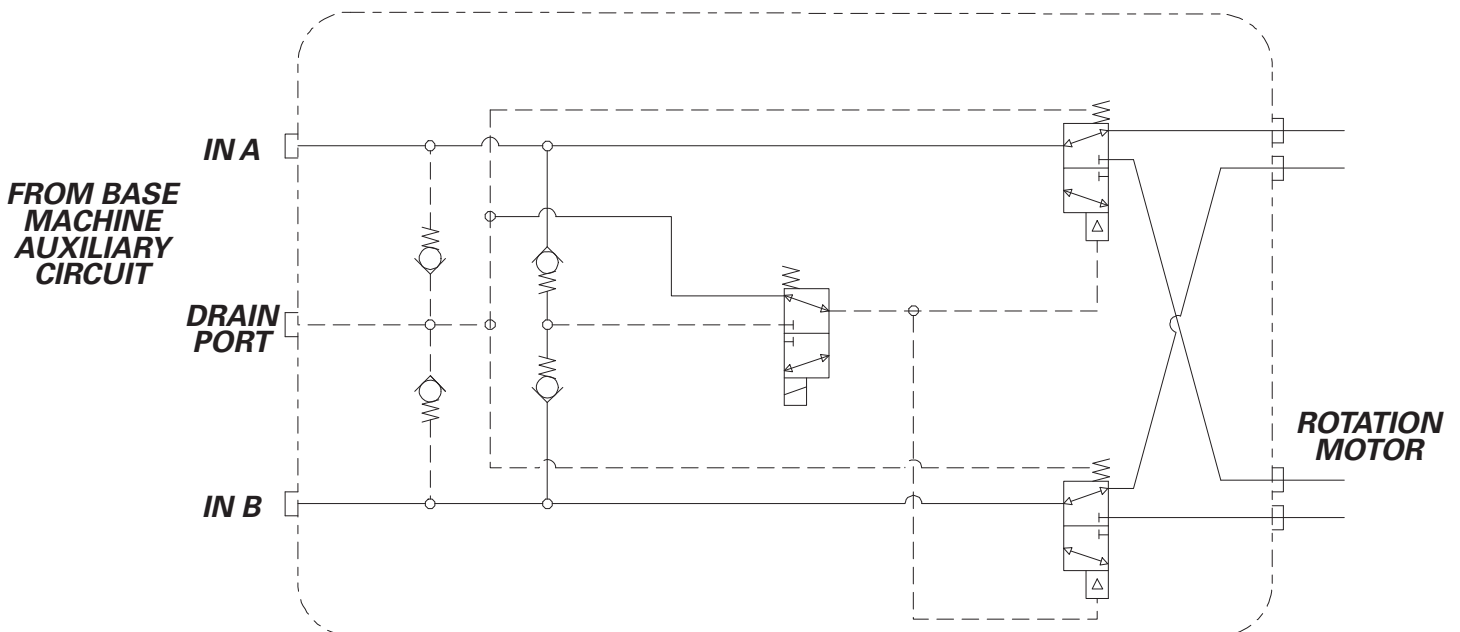 IN A
FROM BASE
MACHINE
AUXILIARY
CIRCUIT
DRAIN
PORT
IN B
ROTATION
MOTOR